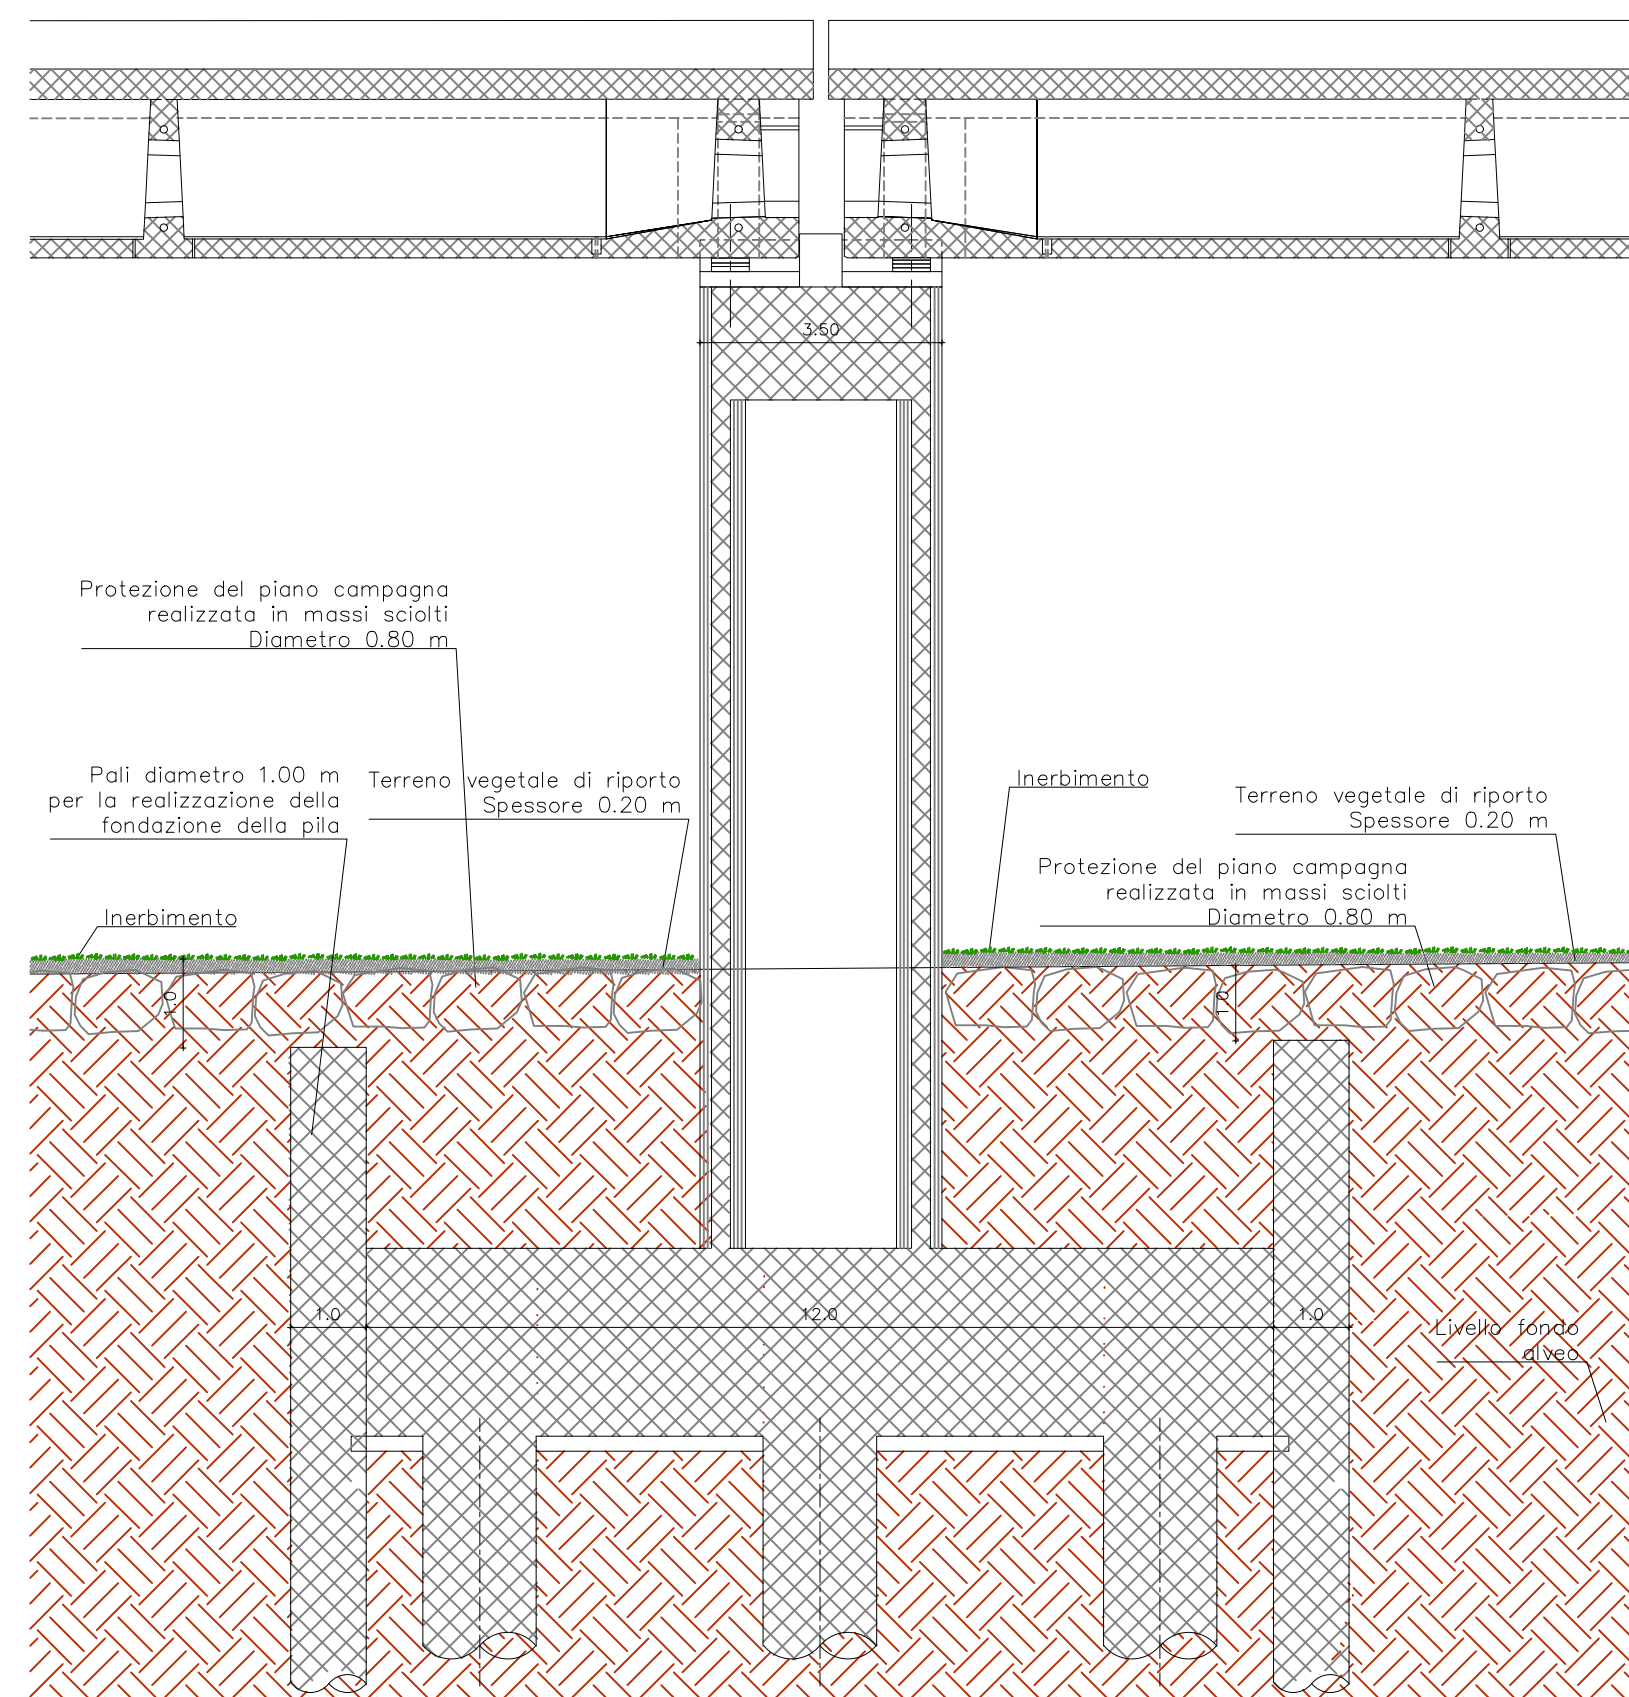 3.50
Protezione del piano campagna
realizzata in massi sciolti
Diametro 0.80 m
Pali diametro 1.00 m
per la realizzazione della
fondazione della pila
Terreno vegetale di riporto
Spessore 0.20 m
Inerbimento
Inerbimento
Terreno vegetale di riporto
Spessore 0.20 m
Protezione del piano campagna
realizzata in massi sciolti
Diametro 0.80 m
1.0
1.0
1.0
12.0
1.0
Livello fondo
alveo